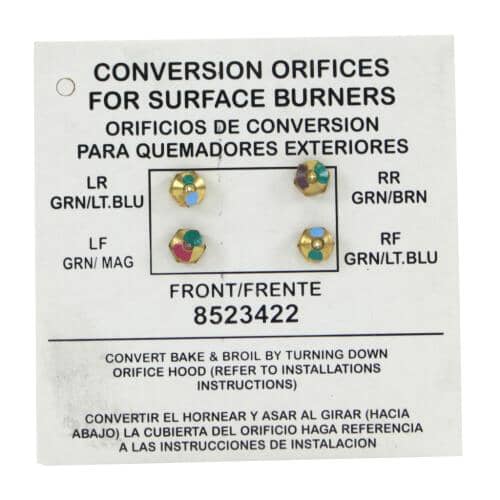 CONVERSION ORIFICES
FOR SURFACE BURNERS
ORIFICIOS DE CONVERSION
PARA QUEMADORES EXTERIORES
LR
GRN/LT.BLU
RR
GRN/BRN
LF
GRN/ MAG
RF
GRN/LT.BLU
FRONT/FRENTE
8523422
CONVERT BAKE & BROIL BY TURNING DOWN
ORIFICE HOOD (REFER TO INSTALLATIONS
INSTRUCTIONS)
CONVERTIR EL HORNEAR Y ASAR AL GIRAR (HACIA
ABAJO) LA CUBIERTA DEL ORIFICIO HAGA REFERENCIA
A LAS INSTRUCCIONES DE INSTALACION